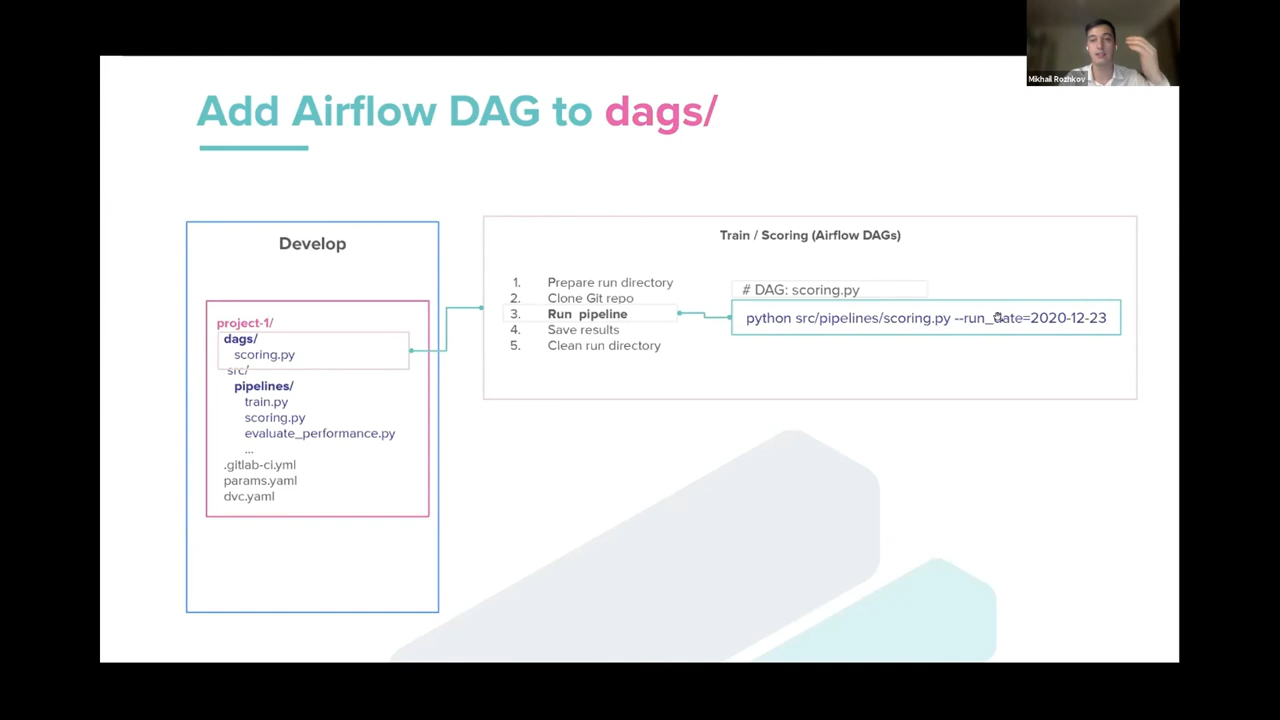 Mikhail Rozhkov
Add Airflow DAG to dags/
Develop
project-1/
dags/
scoring.py
src/
pipelines/
train.py
scoring.py
evaluate_performance.py
...
.gitlab-ci.yml
params.yaml
dvc.yaml
Train / Scoring (Airflow DAGs)
1. Prepare run directory
2. Clone Git repo
3. Run pipeline
4. Save results
5. Clean run directory
# DAG: scoring.py
python src/pipelines/scoring.py --run_date=2020-12-23